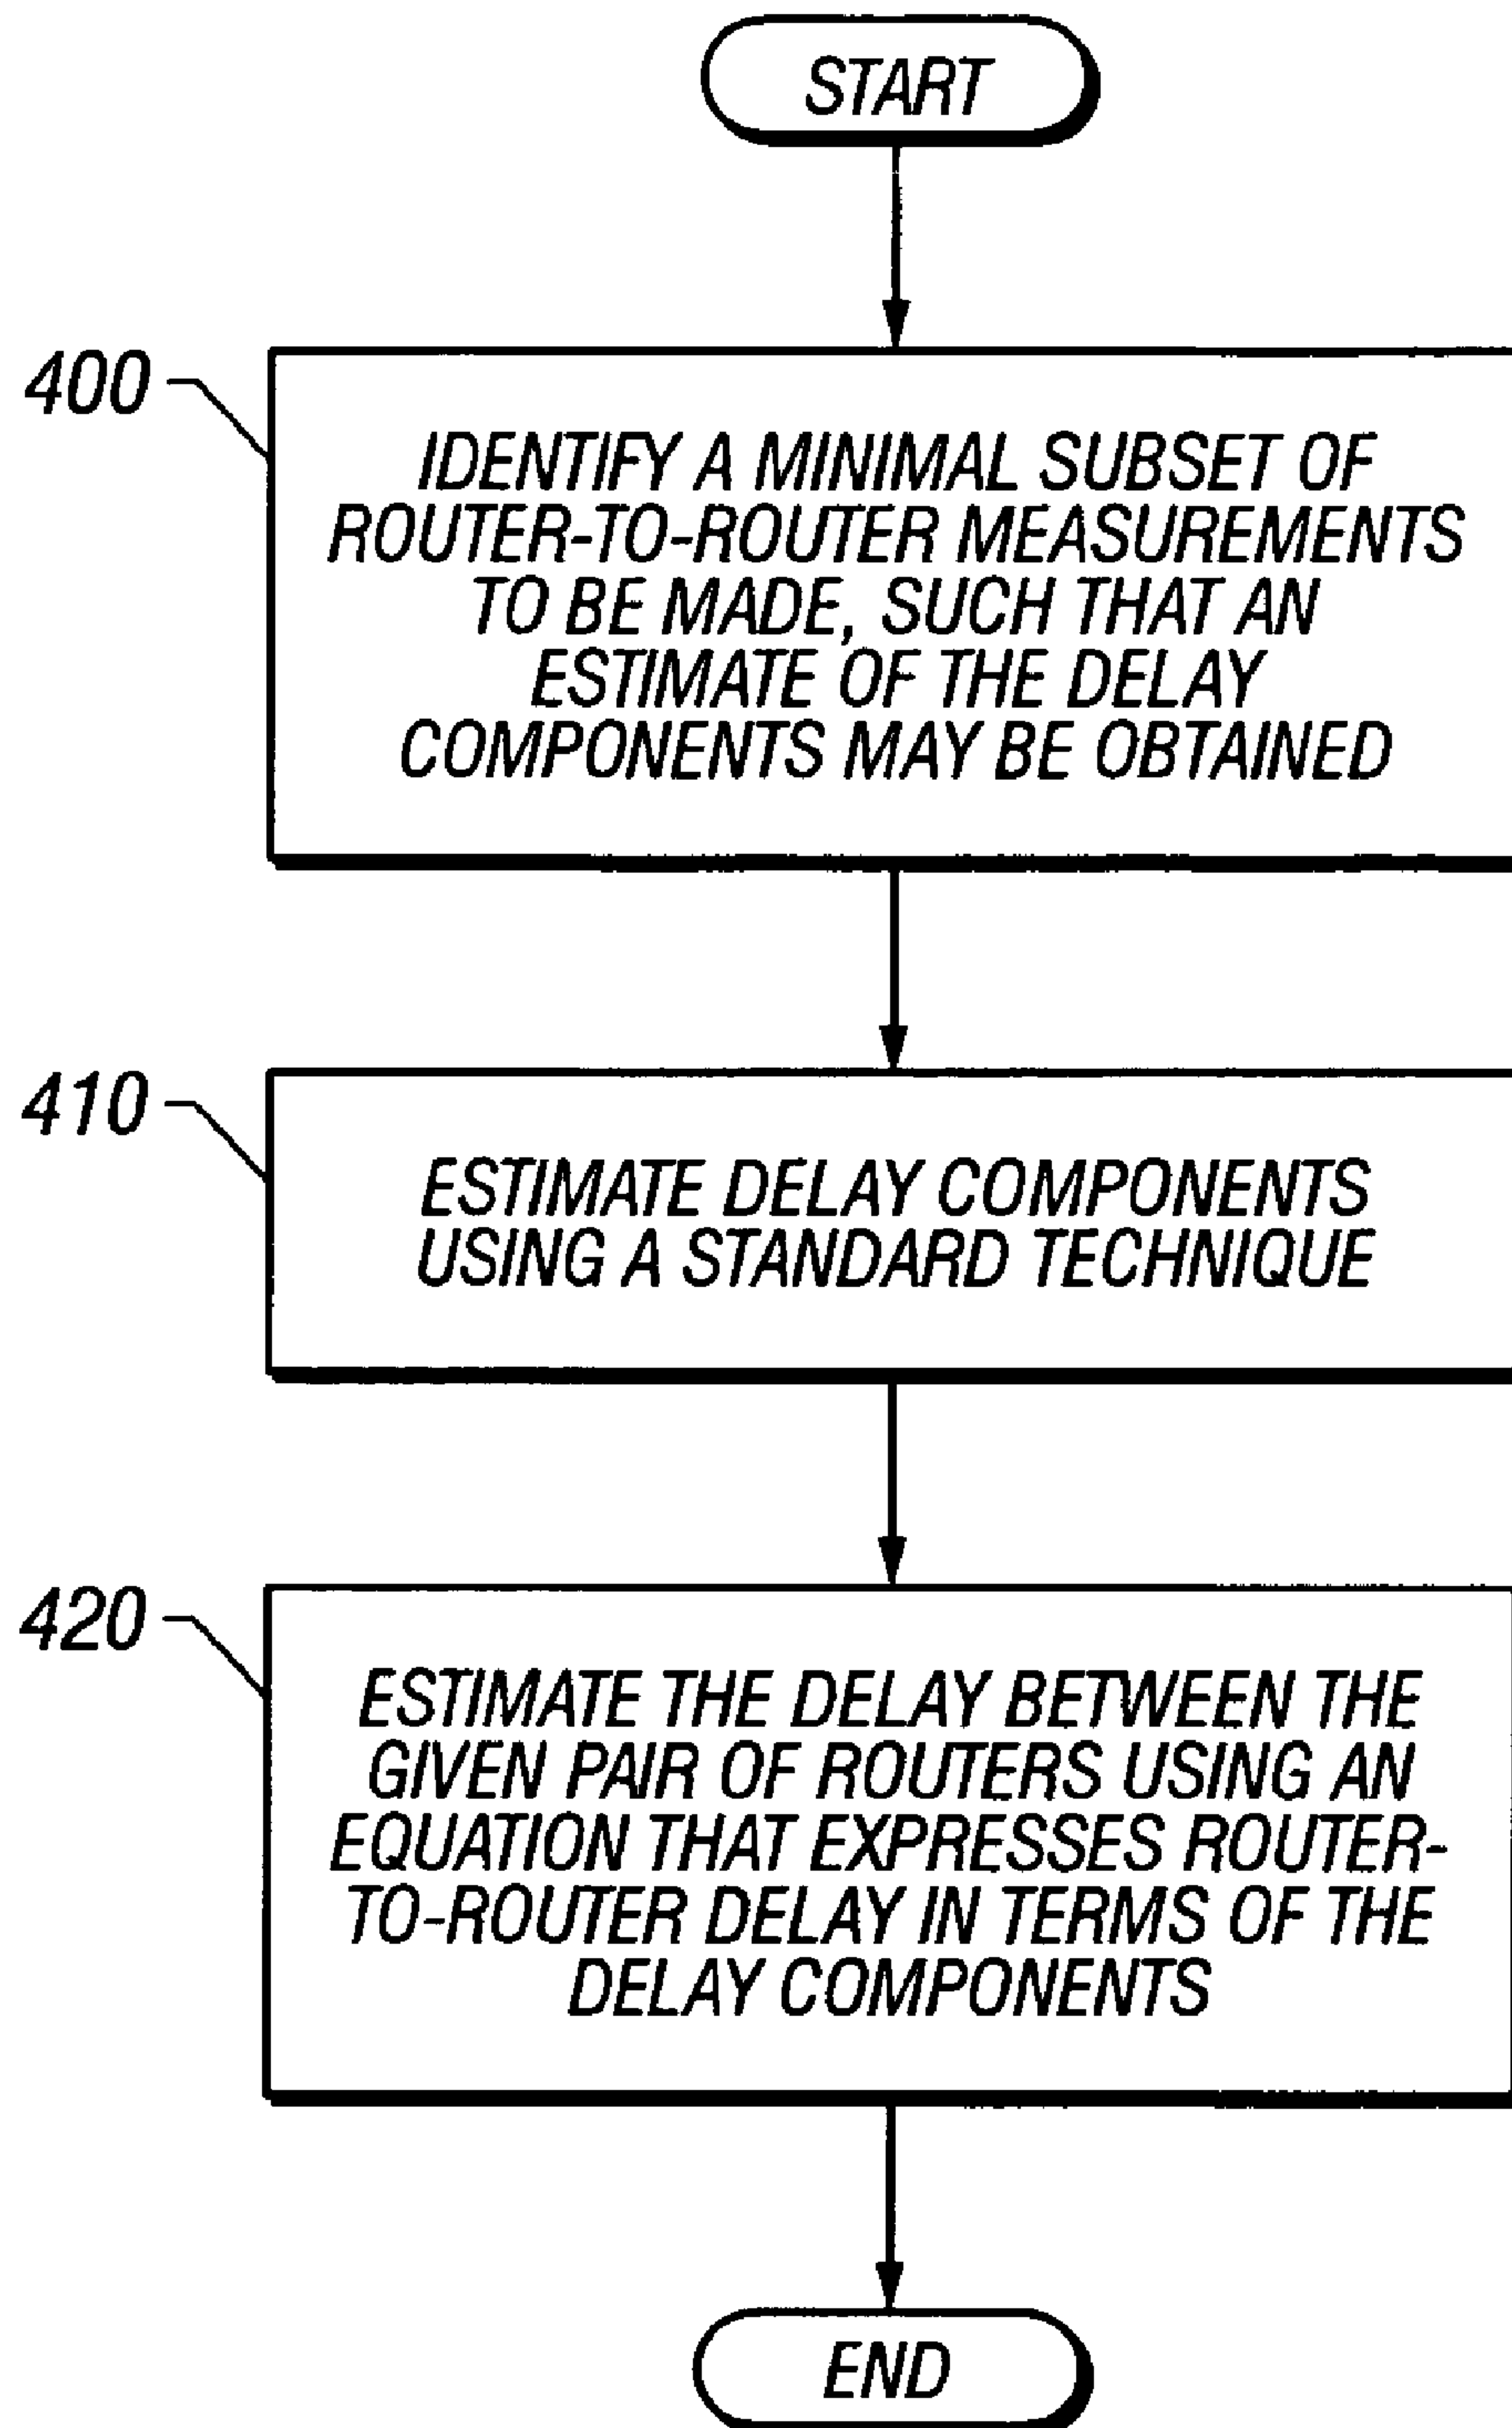 START
400
IDENTIFY A MINIMAL SUBSET OF
ROUTER-TO-ROUTER MEASUREMENTS
TO BE MADE, SUCH THAT AN
ESTIMATE OF THE DELAY
COMPONENTS MAY BE OBTAINED
410
ESTIMATE DELAY COMPONENTS
USING A STANDARD TECHNIQUE
420
ESTIMATE THE DELAY BETWEEN THE
GIVEN PAIR OF ROUTERS USING AN
EQUATION THAT EXPRESSES ROUTER-
TO-ROUTER DELAY IN TERMS OF THE
DELAY COMPONENTS
END